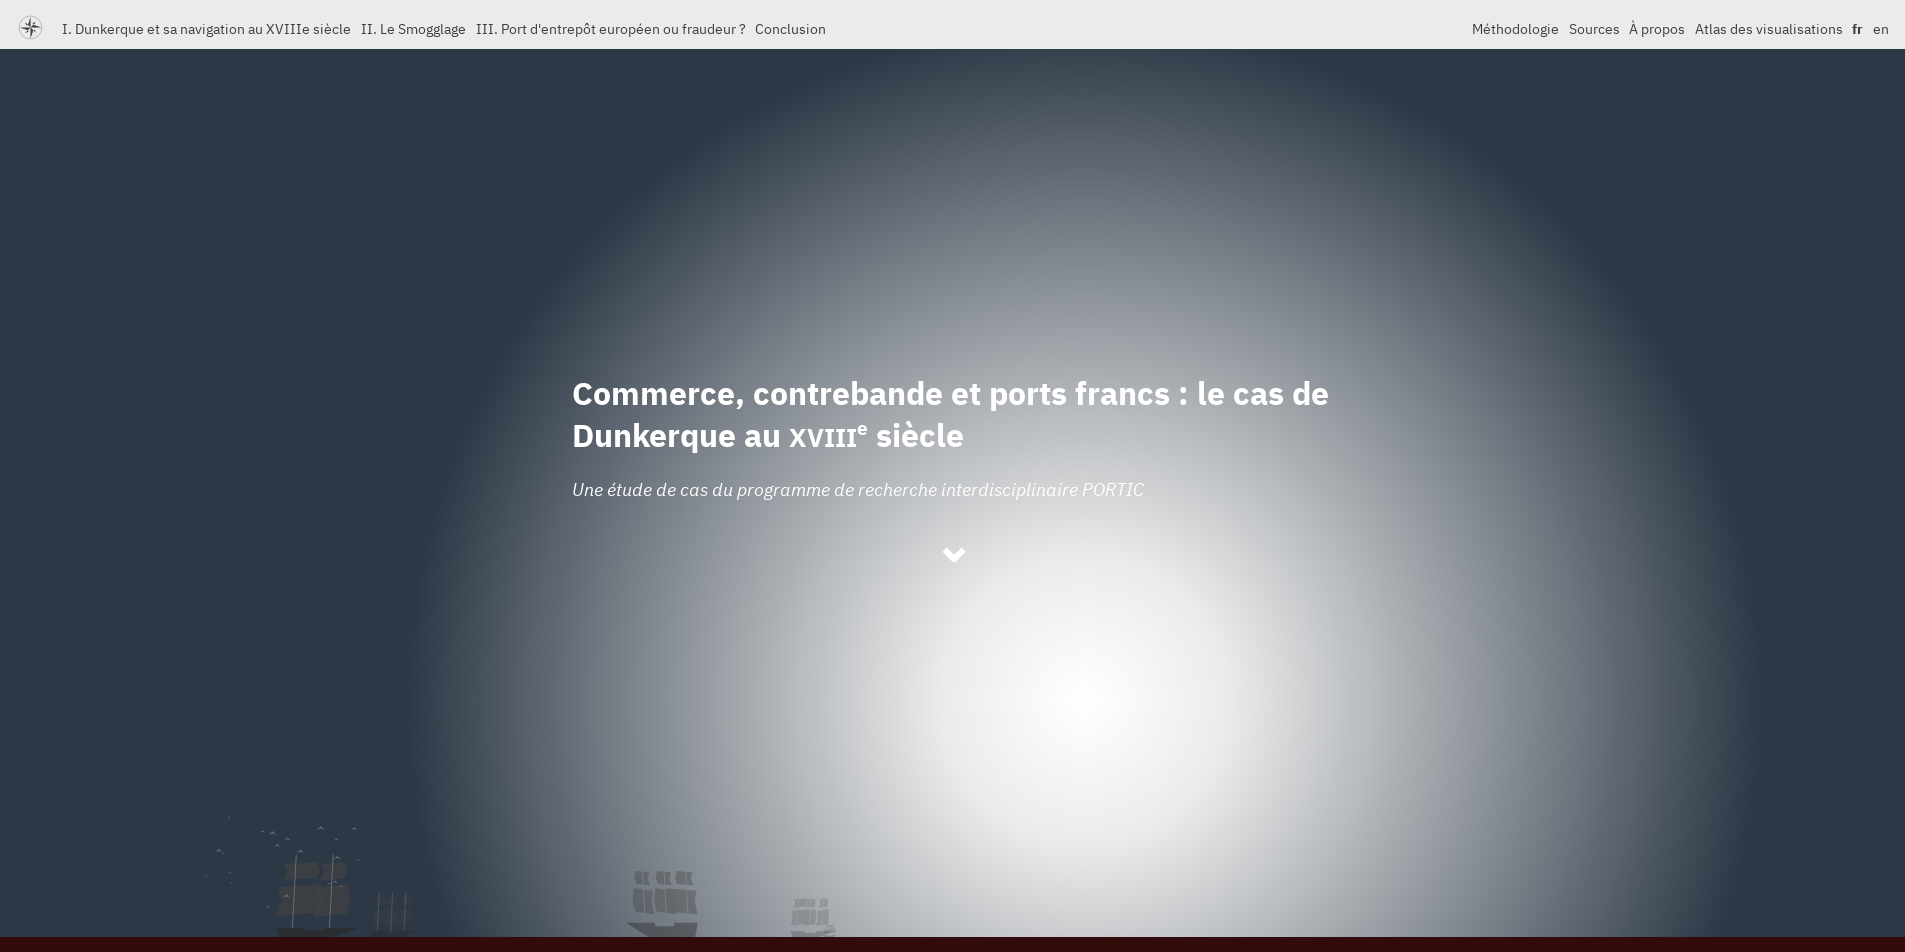 I. Dunkerque et sa navigation au XVIIIe siècle II. Le Smogglage III. Port d'entrepôt européen ou fraudeur ? Conclusion Méthodologie Sources À propos Atlas des visualisations fr en
Commerce, contrebande et ports francs : le cas de
Dunkerque au XVIIIe siècle
Une étude de cas du programme de recherche interdisciplinaire PORTIC